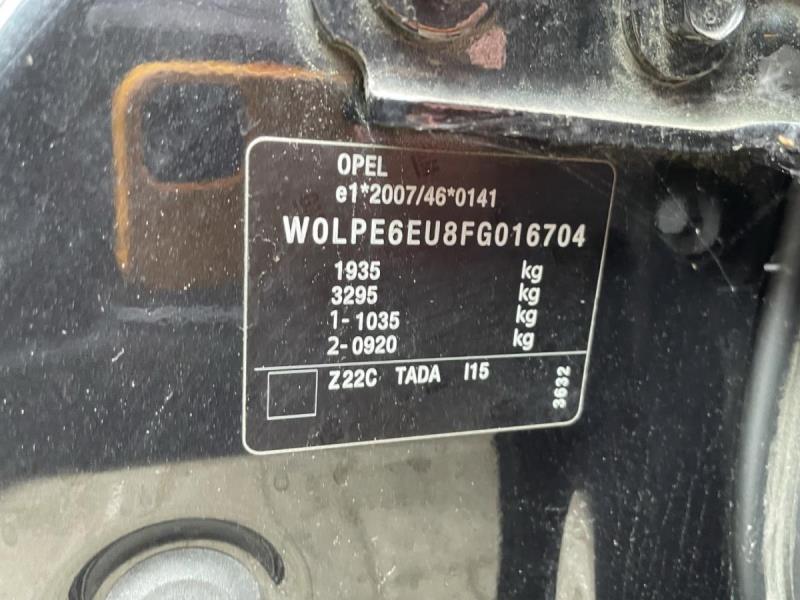 OPEL
e1*2007/46*0141
W0LPE6EU8FG016704
1935 kg
3295 kg
1-1035 kg
2-0920 kg
Z22C TADA I15
3632